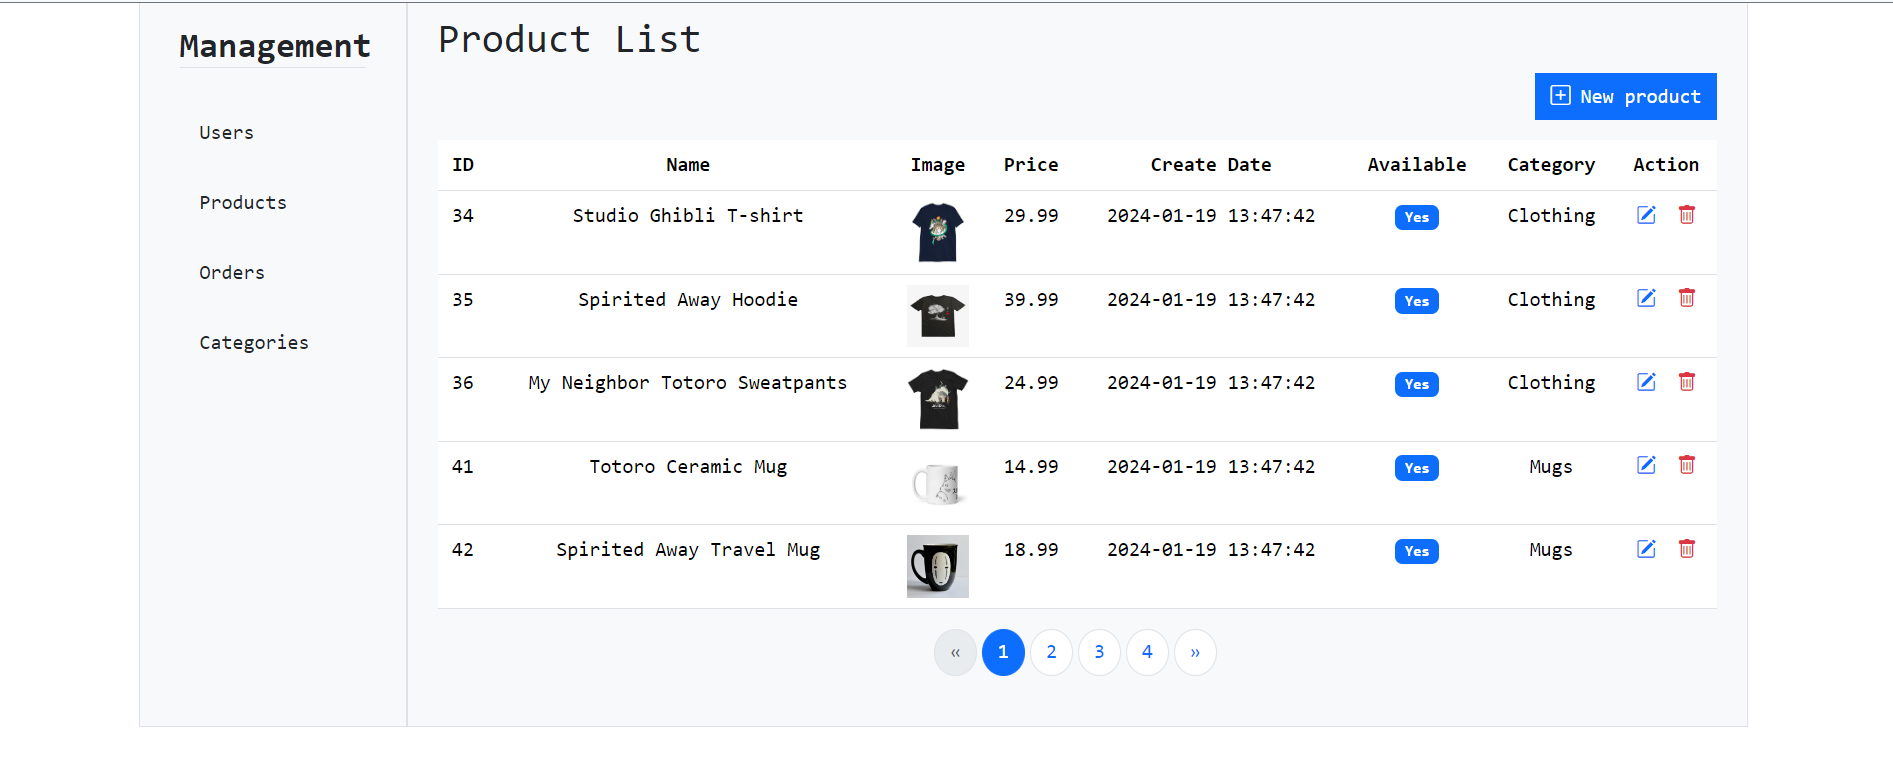 Management
Users
Products
Orders
Categories
Product List
New product
ID Name Image Price Create Date Available Category Action
34 Studio Ghibli T-shirt 29.99 2024-01-19 13:47:42 Yes Clothing
35 Spirited Away Hoodie 39.99 2024-01-19 13:47:42 Yes Clothing
36 My Neighbor Totoro Sweatpants 24.99 2024-01-19 13:47:42 Yes Clothing
41 Totoro Ceramic Mug 14.99 2024-01-19 13:47:42 Yes Mugs
42 Spirited Away Travel Mug 18.99 2024-01-19 13:47:42 Yes Mugs
« 1 2 3 4 »